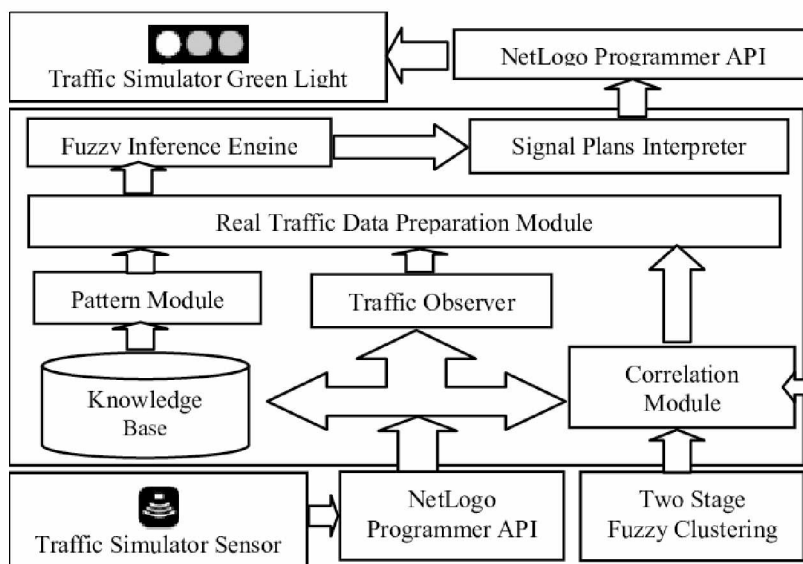 Traffic Simulator Green Light
NetLogo Programmer API
Fuzzy Inference Engine
Signal Plans Interpreter
Real Traffic Data Preparation Module
Pattern Module
Traffic Observer
Knowledge
Base
Correlation
Module
Traffic Simulator Sensor
NetLogo
Programmer API
Two Stage
Fuzzy Clustering